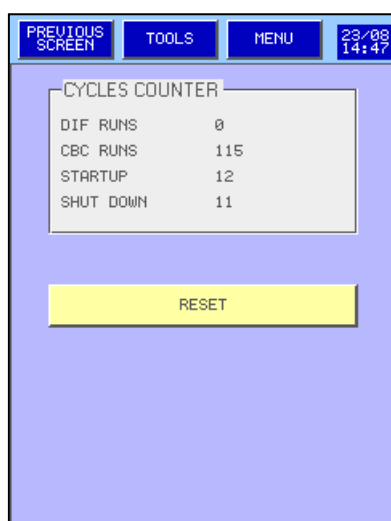 PREVIOUS
SCREEN
TOOLS
MENU
23/08
14:47
CYCLES COUNTER
DIF RUNS 0
CBC RUNS 115
STARTUP 12
SHUT DOWN 11
RESET